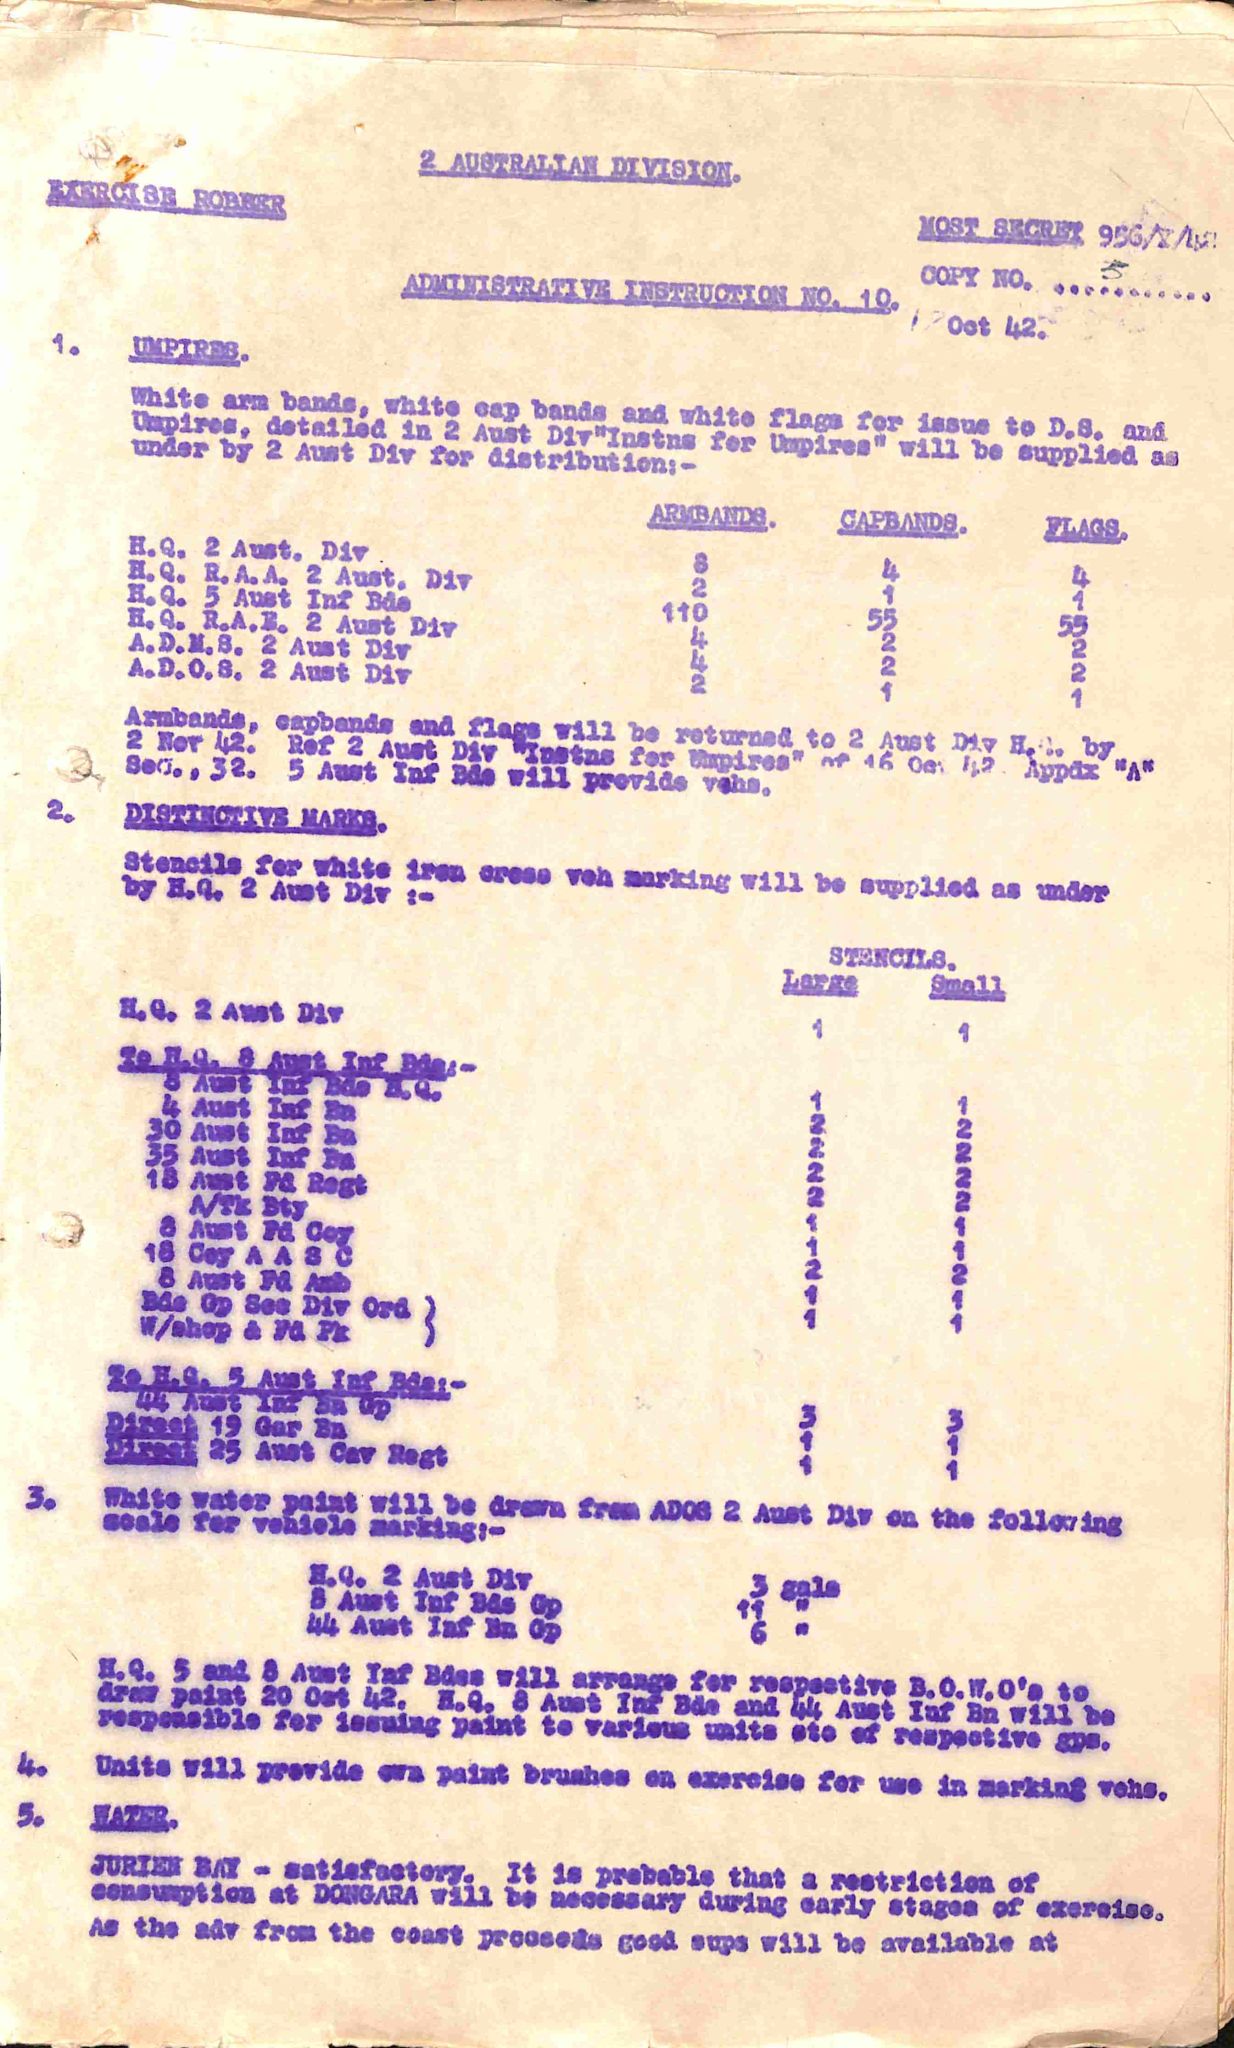 2 AUSTRALIAN DIVISION.
EXERCISE ROBBER
MOST SECRET 956/
COPY NO. 5 ...........
ADMINISTRATIVE INSTRUCTION NO. 10.
Oct 42.
1. UMPIRES.
White arm bands, white cap bands and white flags for issue to D.S. and
Umpires, detailed in 2 Aust Div"Instns for Umpires" will be supplied as
under by 2 Aust Div for distribution:-
ARMBANDS. CAPBANDS. FLAGS.
H.Q. 2 Aust. Div 8 4 4
H.Q. R.A.A. 2 Aust. Div 2 1 1
H.Q. 5 Aust Inf Bde 110 55 55
H.Q. R.A.E. 2 Aust Div 4 2 2
A.D.M.S. 2 Aust Div 4 2 2
A.D.O.S. 2 Aust Div 2 1 1
Armbands, capbands and flags will be returned to 2 Aust Div H.Q. by
2 Nov 42. Ref 2 Aust Div "Instns for Umpires" of 16 Oct 42 Appdx "A"
Sec., 32. 5 Aust Inf Bde will provide vehs.
2. DISTINCTIVE MARKS.
Stencils for white iron cross veh marking will be supplied as under
by H.Q. 2 Aust Div :-
STENCILS.
Large Small
H.Q. 2 Aust Div 1 1
To H.Q. 8 Aust Inf Bde:-
8 Aust Inf Bde H.Q. 1 1
4 Aust Inf Bn 2 2
30 Aust Inf Bn 2 2
35 Aust Inf Bn 2 2
18 Aust Fd Regt 2 2
A/Tk Bty 1 1
8 Aust Fd Coy 1 1
18 Coy A A S C 2 2
8 Aust Fd Amb 1 1
Bde Gp Sec Div Ord } 1 1
W/shop & Fd Pk }
To H.Q. 5 Aust Inf Bde:-
44 Aust Inf Bn Gp 3 3
Direct 19 Gar Bn 1 1
Direct 25 Aust Cav Regt 1 1
3. White water paint will be drawn from ADOS 2 Aust Div on the following
scale for vehicle marking:-
H.Q. 2 Aust Div 3 gals
8 Aust Inf Bde Gp 11 "
44 Aust Inf Bn Gp 6 "
H.Q. 5 and 8 Aust Inf Bdes will arrange for respective B.O.W.O's to
draw paint 20 Oct 42. H.Q. 8 Aust Inf Bde and 44 Aust Inf Bn will be
responsible for issuing paint to various units etc of respective gps.
4. Units will provide own paint brushes on exercise for use in marking vehs.
5. WATER.
JURIEN BAY - satisfactory. It is probable that a restriction of
consumption at DONGARA will be necessary during early stages of exercise.
As the adv from the coast proceeds good sups will be available at